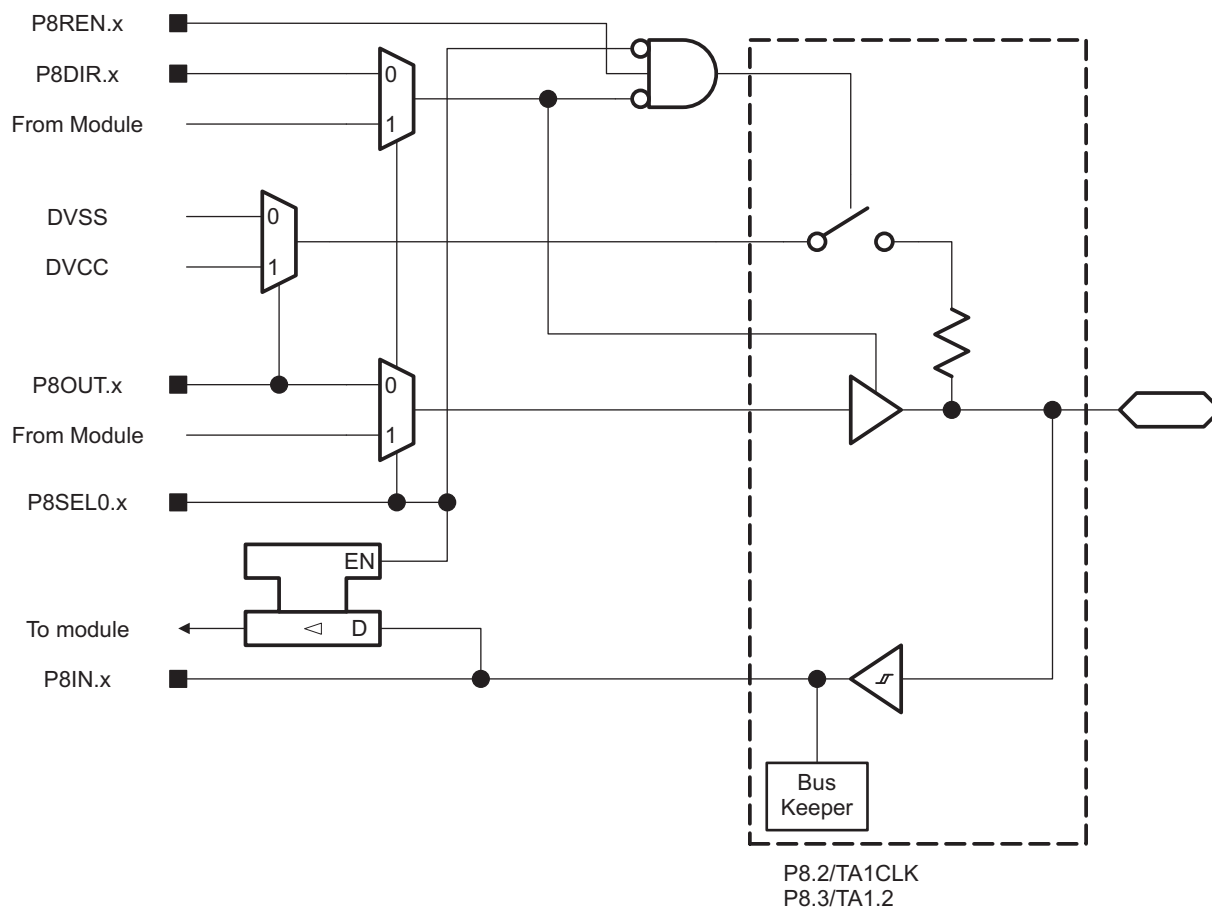 P8REN.x
P8DIR.x
0
From Module
1
DVSS
0
DVCC
1
P8OUT.x
0
From Module
1
P8SEL0.x
EN
To module
D
P8IN.x
Bus
Keeper
P8.2/TA1CLK
P8.3/TA1.2